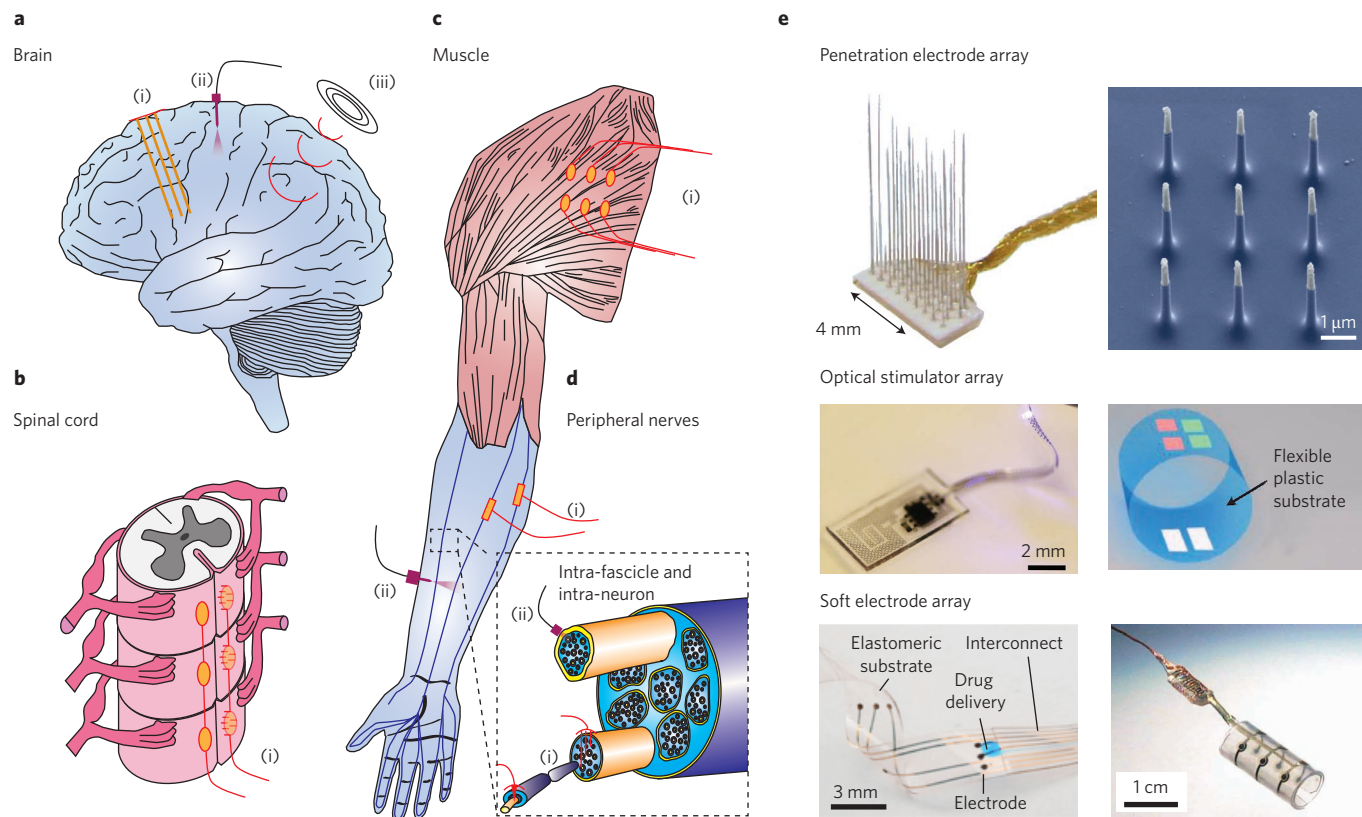 a
Brain
(i)
(ii)
(iii)
b
Spinal cord
(i)
c
Muscle
(i)
d
Peripheral nerves
(i)
(ii)
Intra-fascicle and
intra-neuron
(ii)
(i)
e
Penetration electrode array
4 mm
1 µm
Optical stimulator array
2 mm
Flexible
plastic
substrate
Soft electrode array
Elastomeric
substrate
Interconnect
Drug
delivery
Electrode
3 mm
1 cm